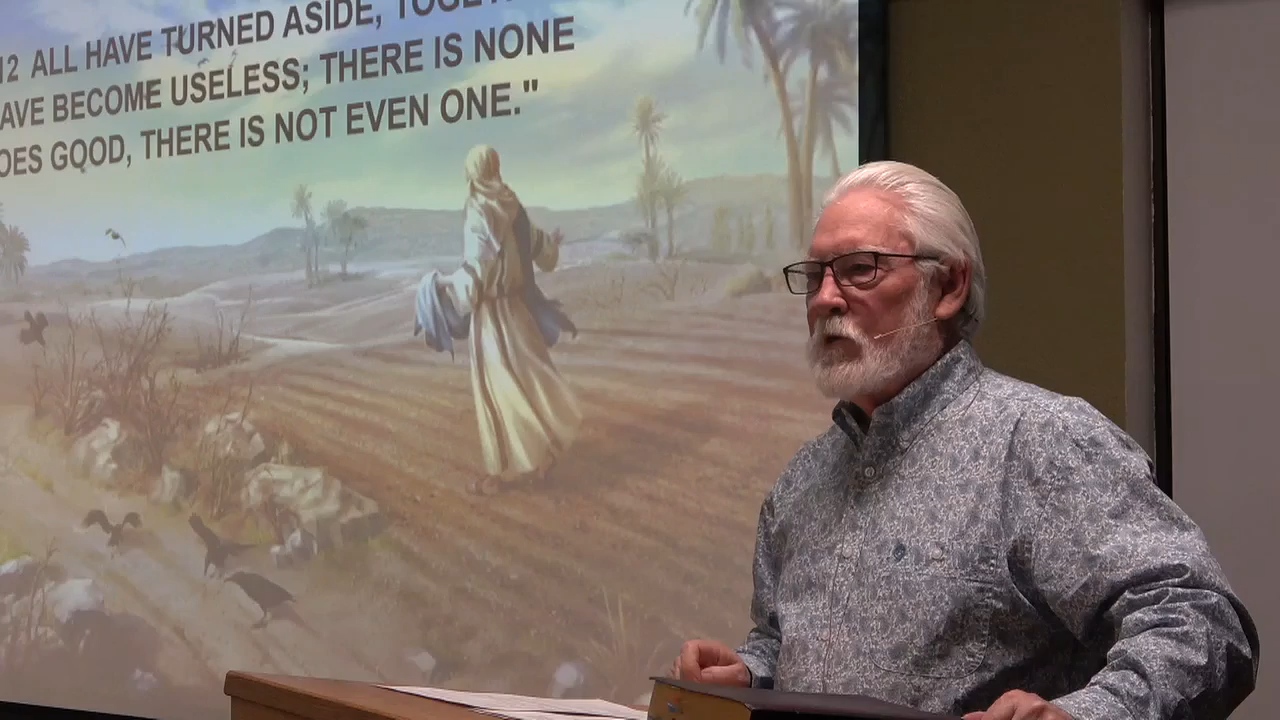 12 ALL HAVE TURNED ASIDE,
AVE BECOME USELESS; THERE IS NONE
OES GOOD, THERE IS NOT EVEN ONE."